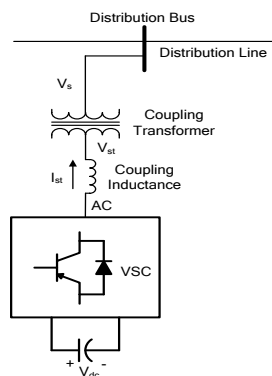 Distribution Bus
Distribution Line
Vs
Coupling
Transformer
Vst
Ist
Coupling
Inductance
AC
VSC
+ Vdc -